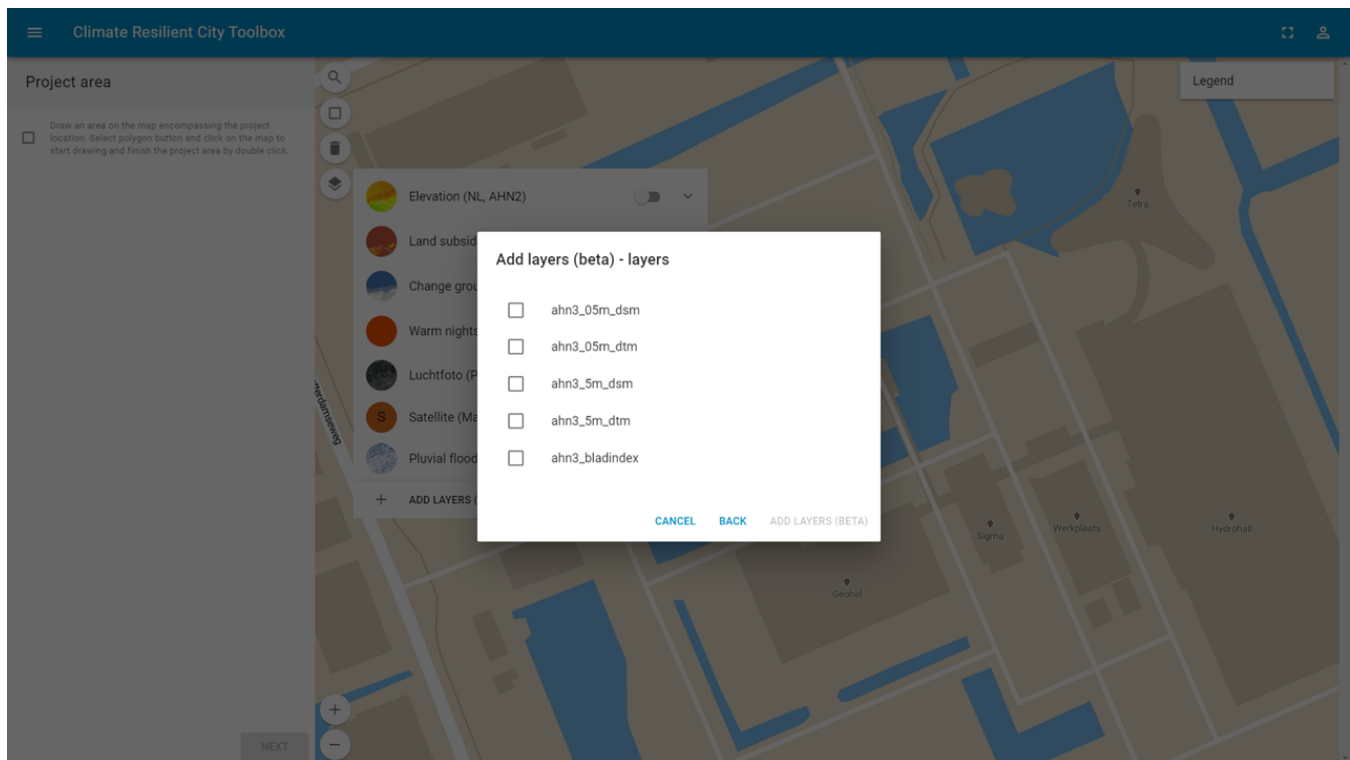 Climate Resilient City Toolbox
Project area
Draw an area on the map encompassing the project
location. Select polygon button and click on the map to
start drawing and finish the project area by double click.
NEXT
Legend
Elevation (NL, AHN2)
Land subsid
Change grou
Warm nights
Luchtfoto (P
S
Satellite (Ma
Pluvial flood
ADD LAYERS (
Add layers (beta) - layers
ahn3_05m_dsm
ahn3_05m_dtm
ahn3_5m_dsm
ahn3_5m_dtm
ahn3_bladindex
CANCEL BACK ADD LAYERS (BETA)
Tetra
Sigma
Werkplaats
Hydrohall
Geohal
terdamseweg